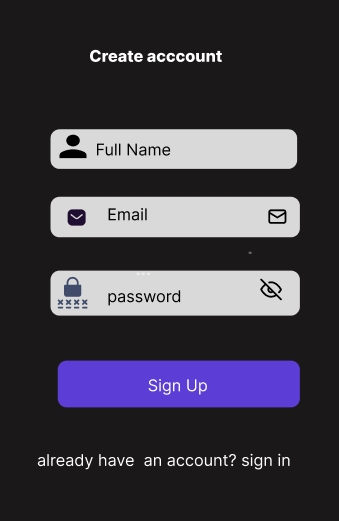 Create acccount
Full Name
Email
password
Sign Up
already have  an account? sign in